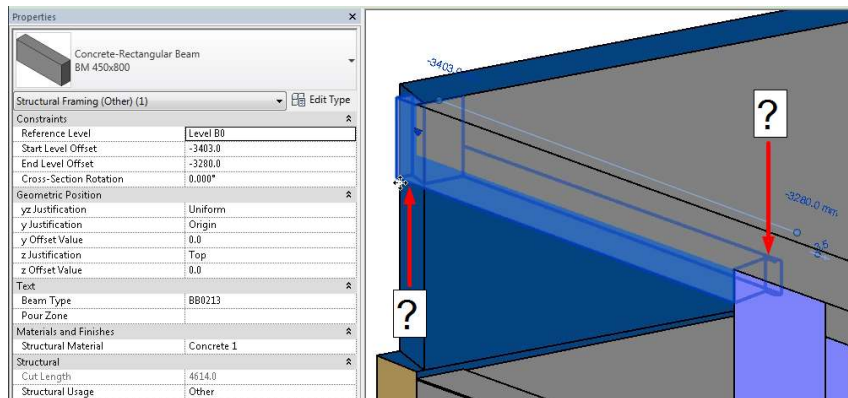 Properties
Concrete-Rectangular Beam
BM 450x800
Structural Framing (Other) (1) Edit Type
Constraints
Reference Level Level B0
Start Level Offset -3403.0
End Level Offset -3280.0
Cross-Section Rotation 0.000°
Geometric Position
yz Justification Uniform
y Justification Origin
y Offset Value 0.0
z Justification Top
z Offset Value 0.0
Text
Beam Type BB0213
Pour Zone
Materials and Finishes
Structural Material Concrete 1
Structural
Cut Length 4614.0
Structural Usage Other
-3403.0
?
-3280.0 mm
?